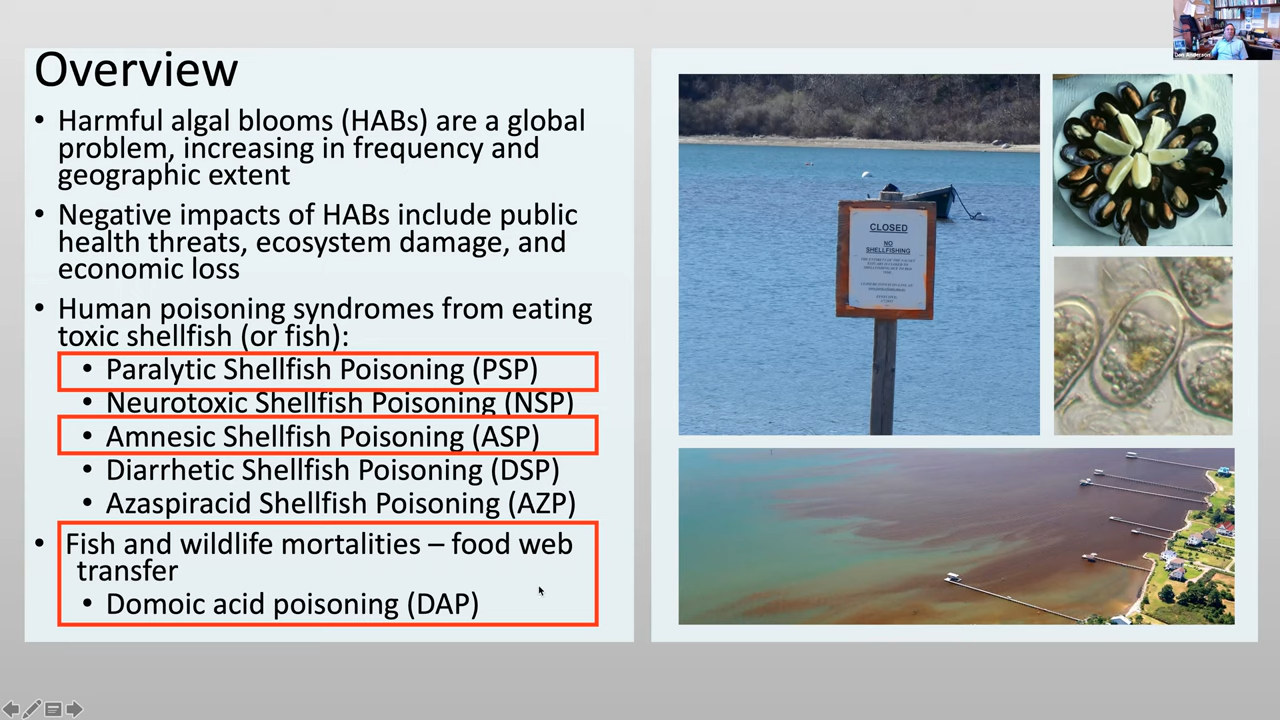 Overview
• Harmful algal blooms (HABs) are a global
problem, increasing in frequency and
geographic extent
• Negative impacts of HABs include public
health threats, ecosystem damage, and
economic loss
• Human poisoning syndromes from eating
toxic shellfish (or fish):
• Paralytic Shellfish Poisoning (PSP)
• Neurotoxic Shellfish Poisoning (NSP)
• Amnesic Shellfish Poisoning (ASP)
• Diarrhetic Shellfish Poisoning (DSP)
• Azaspiracid Shellfish Poisoning (AZP)
• Fish and wildlife mortalities – food web
transfer
• Domoic acid poisoning (DAP)
CLOSED
NO
SHELLFISHING
Don Anderson